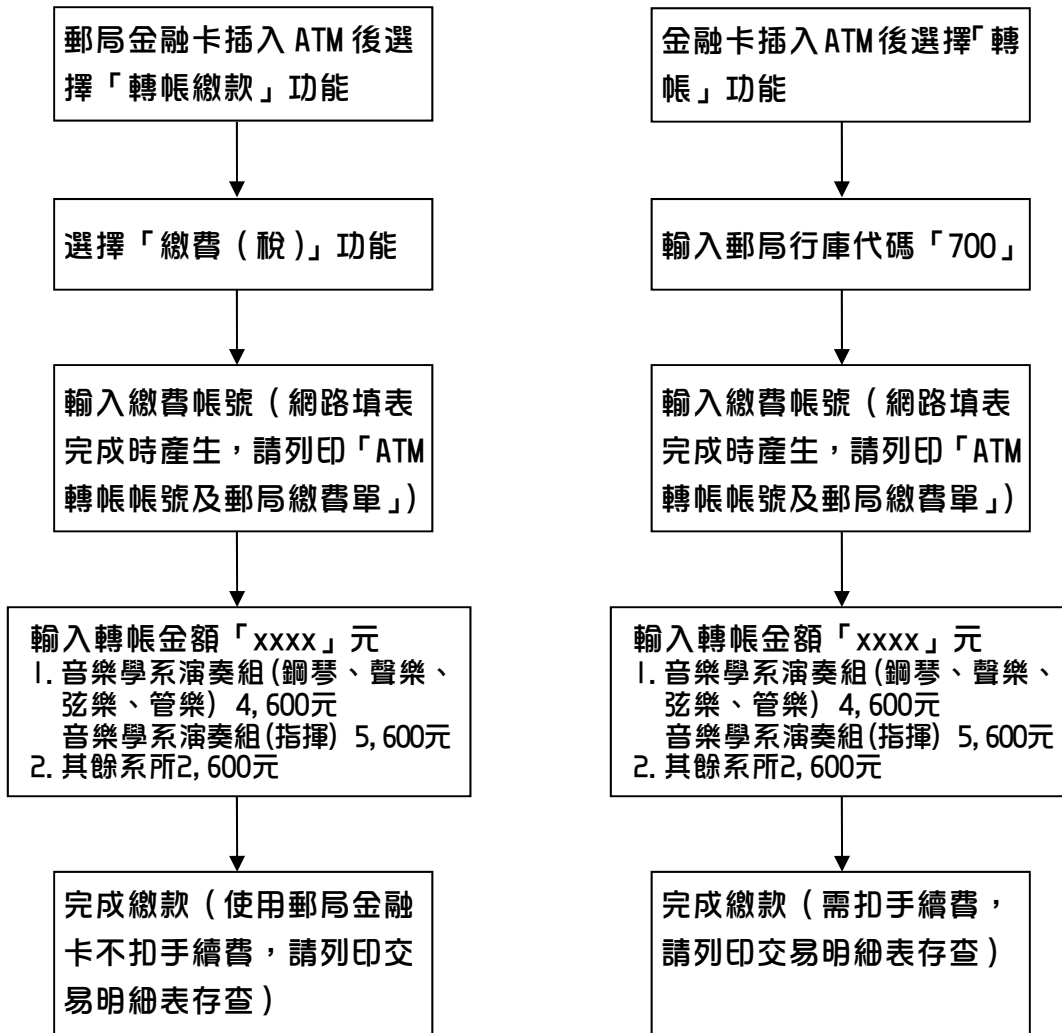 郵局金融卡插入 ATM 後選
擇「轉帳繳款」功能
選擇「繳費（稅）」功能
輸入繳費帳號（網路填表
完成時產生，請列印「ATM
轉帳帳號及郵局繳費單」）
輸入轉帳金額「xxxx」元
1. 音樂學系演奏組(鋼琴、聲樂、
弦樂、管樂) 4,600元
音樂學系演奏組(指揮) 5,600元
2. 其餘系所2,600元
完成繳款（使用郵局金融
卡不扣手續費，請列印交
易明細表存查）
金融卡插入ATM後選擇「轉
帳」功能
輸入郵局行庫代碼「700」
輸入繳費帳號（網路填表
完成時產生，請列印「ATM
轉帳帳號及郵局繳費單」）
輸入轉帳金額「xxxx」元
1. 音樂學系演奏組(鋼琴、聲樂、
弦樂、管樂) 4,600元
音樂學系演奏組(指揮) 5,600元
2. 其餘系所2,600元
完成繳款（需扣手續費，
請列印交易明細表存查）